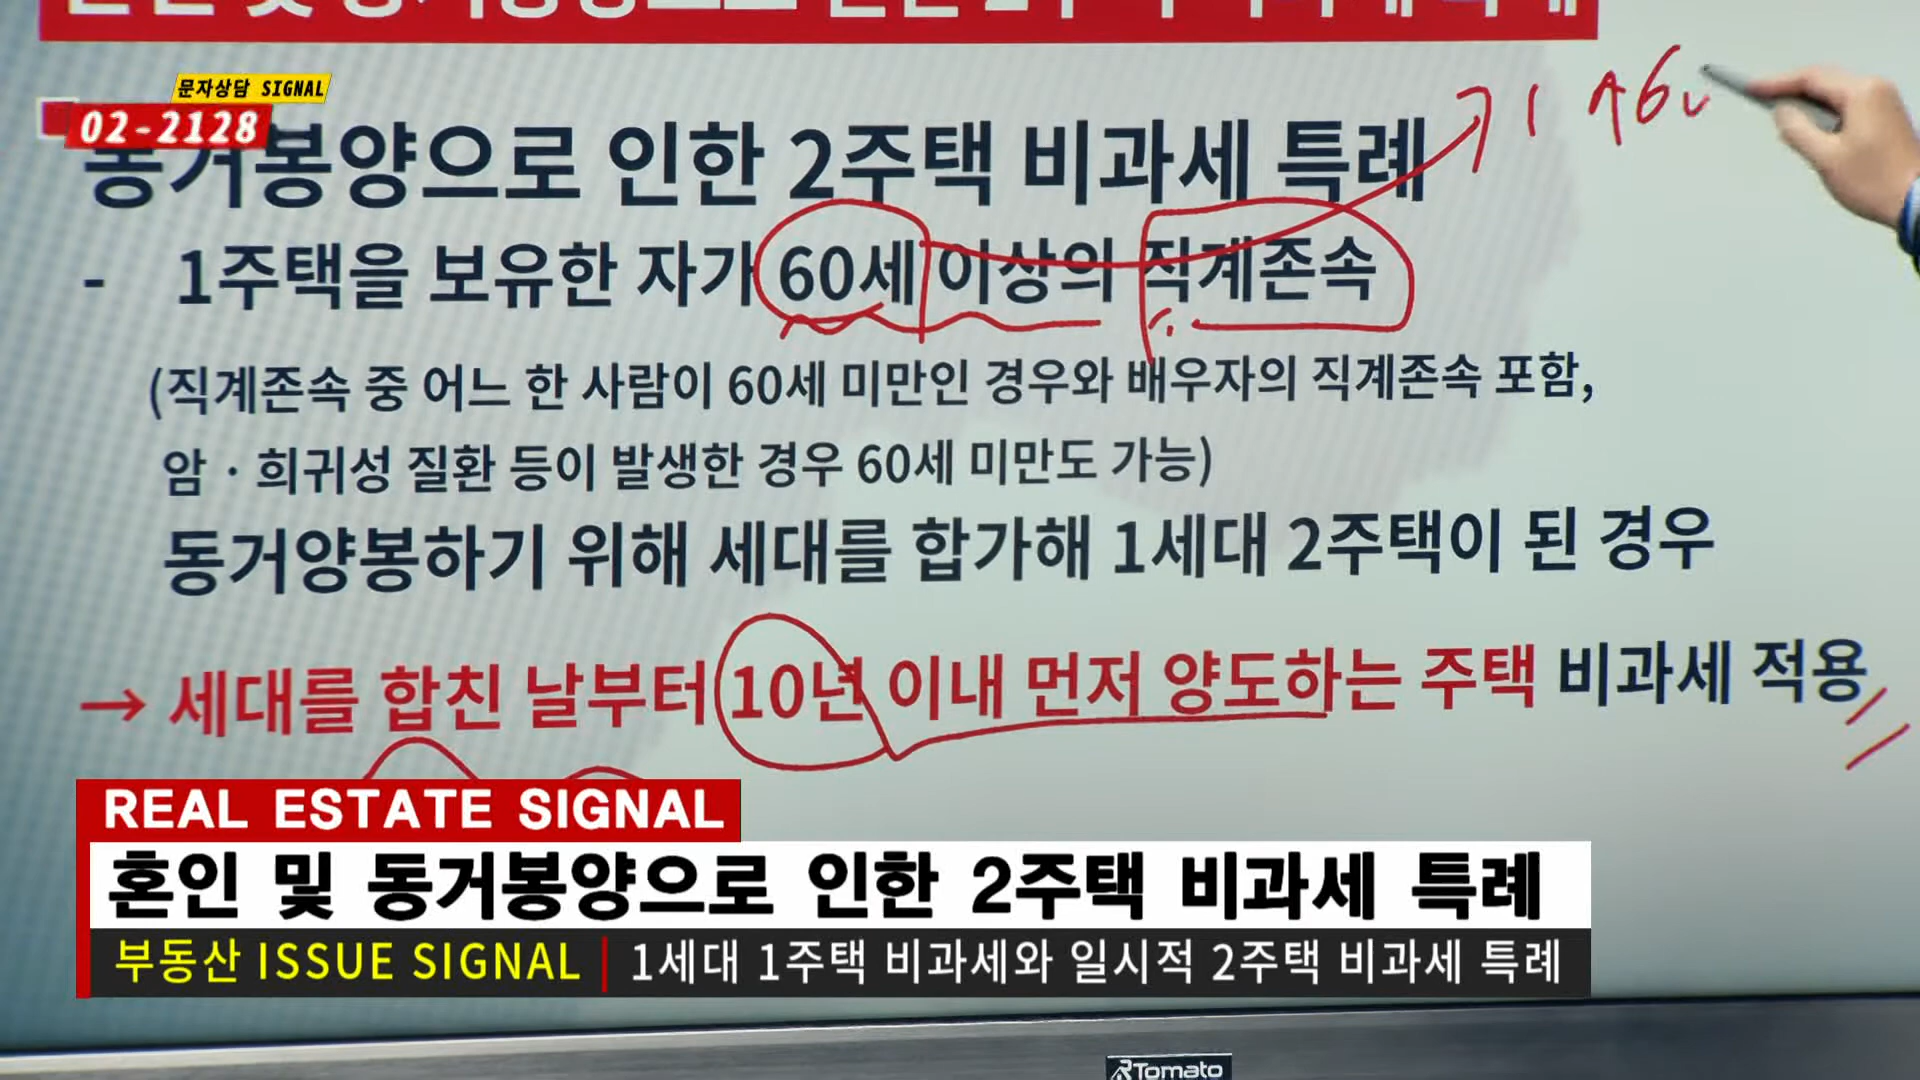 문자상담 SIGNAL
02-2128
동거봉양으로 인한 2주택 비과세 특례
- 1주택을 보유한 자가 60세 이상의 직계존속
(직계존속 중 어느 한 사람이 60세 미만인 경우와 배우자의 직계존속 포함,
암 · 희귀성 질환 등이 발생한 경우 60세 미만도 가능)
동거양봉하기 위해 세대를 합가해 1세대 2주택이 된 경우
→ 세대를 합친 날부터 10년 이내 먼저 양도하는 주택 비과세 적용
REAL ESTATE SIGNAL
혼인 및 동거봉양으로 인한 2주택 비과세 특례
부동산 ISSUE SIGNAL | 1세대 1주택 비과세와 일시적 2주택 비과세 특례
Tomato